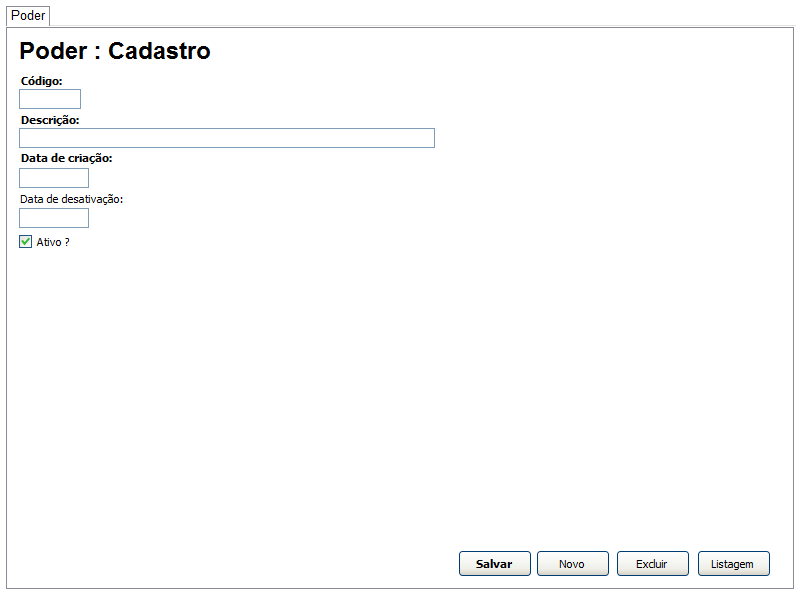 Poder
Poder : Cadastro
Código:
Descrição:
Data de criação:
Data de desativação:
Ativo ?
Salvar Novo Excluir Listagem